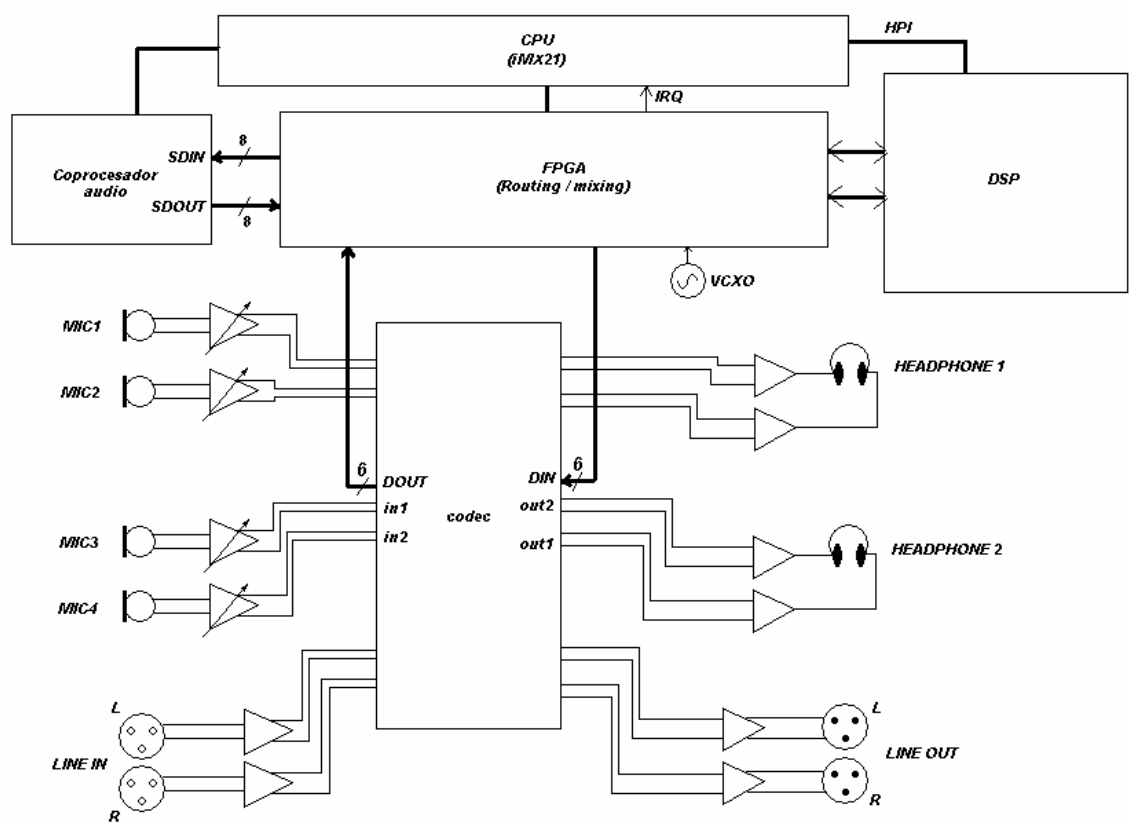 CPU
(iMX21)
HPI
IRQ
8
SDIN
Coprocesador
audio
SDOUT
8
FPGA
(Routing / mixing)
DSP
VCXO
MIC1
MIC2
HEADPHONE 1
6
DOUT
DIN
6
in1
codec
out2
in2
out1
MIC3
MIC4
HEADPHONE 2
L
LINE IN
R
L
LINE OUT
R